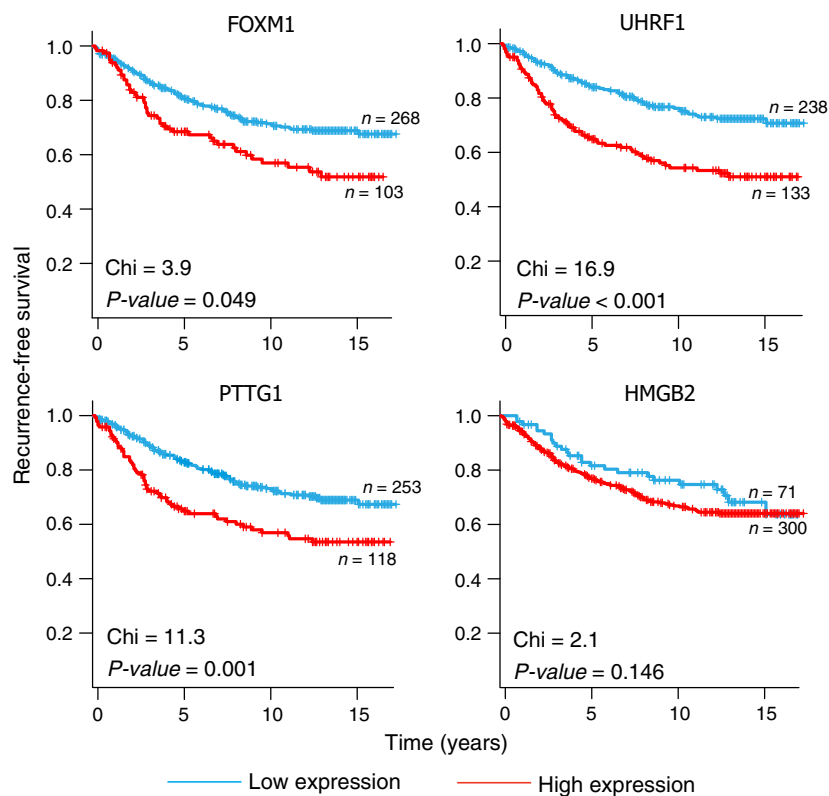 FOXM1
1.0
0.8
0.6
0.4
0.2
n = 268
n = 103
Chi = 3.9
P-value = 0.049
0 5 10 15
UHRF1
1.0
0.8
0.6
0.4
0.2
n = 238
n = 133
Chi = 16.9
P-value < 0.001
0 5 10 15
Recurrence-free survival
PTTG1
1.0
0.8
0.6
0.4
0.2
n = 253
n = 118
Chi = 11.3
P-value = 0.001
0 5 10 15
HMGB2
1.0
0.8
0.6
0.4
0.2
n = 71
n = 300
Chi = 2.1
P-value = 0.146
0 5 10 15
Time (years)
Low expression
High expression